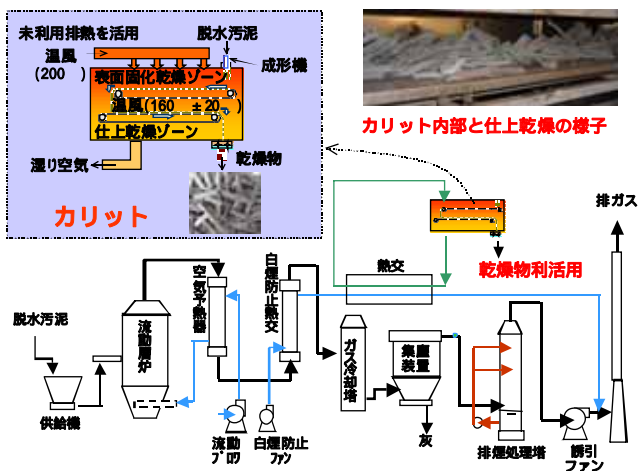 未利用排熱を活用
脱水汚泥
温風
(200　)
成形機
表面固化乾燥ゾーン
温風(160　±20　)
仕上乾燥ゾーン
湿り空気
乾燥物
カリット
カリット内部と仕上乾燥の様子
排ガス
乾燥物利活用
熱交
空気予熱器
白煙防止熱交
脱水汚泥
流動層炉
ガス冷却塔
集塵
装置
供給機
流動
ブロワ
白煙防止
ファン
灰
排煙処理塔
誘引
ファン